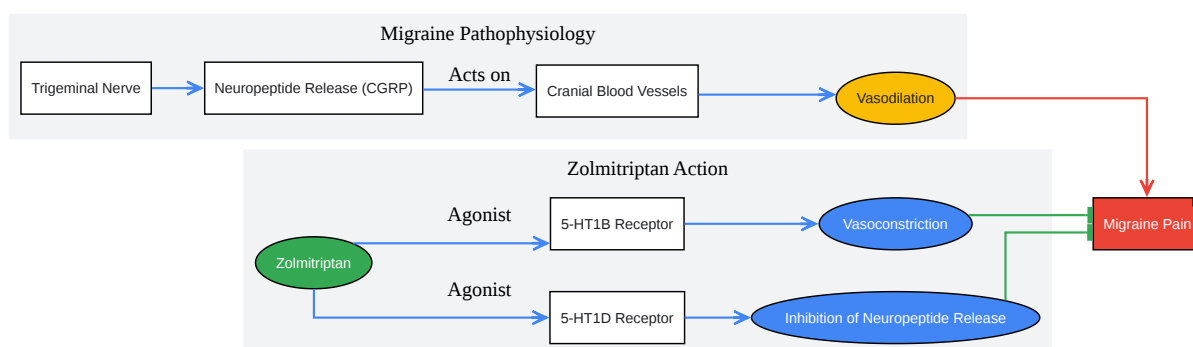 Migraine Pathophysiology
Trigeminal Nerve
Neuropeptide Release (CGRP)
Acts on
Cranial Blood Vessels
Vasodilation
Zolmitriptan Action
Zolmitriptan
Agonist
5-HT1B Receptor
Vasoconstriction
Migraine Pain
Agonist
5-HT1D Receptor
Inhibition of Neuropeptide Release